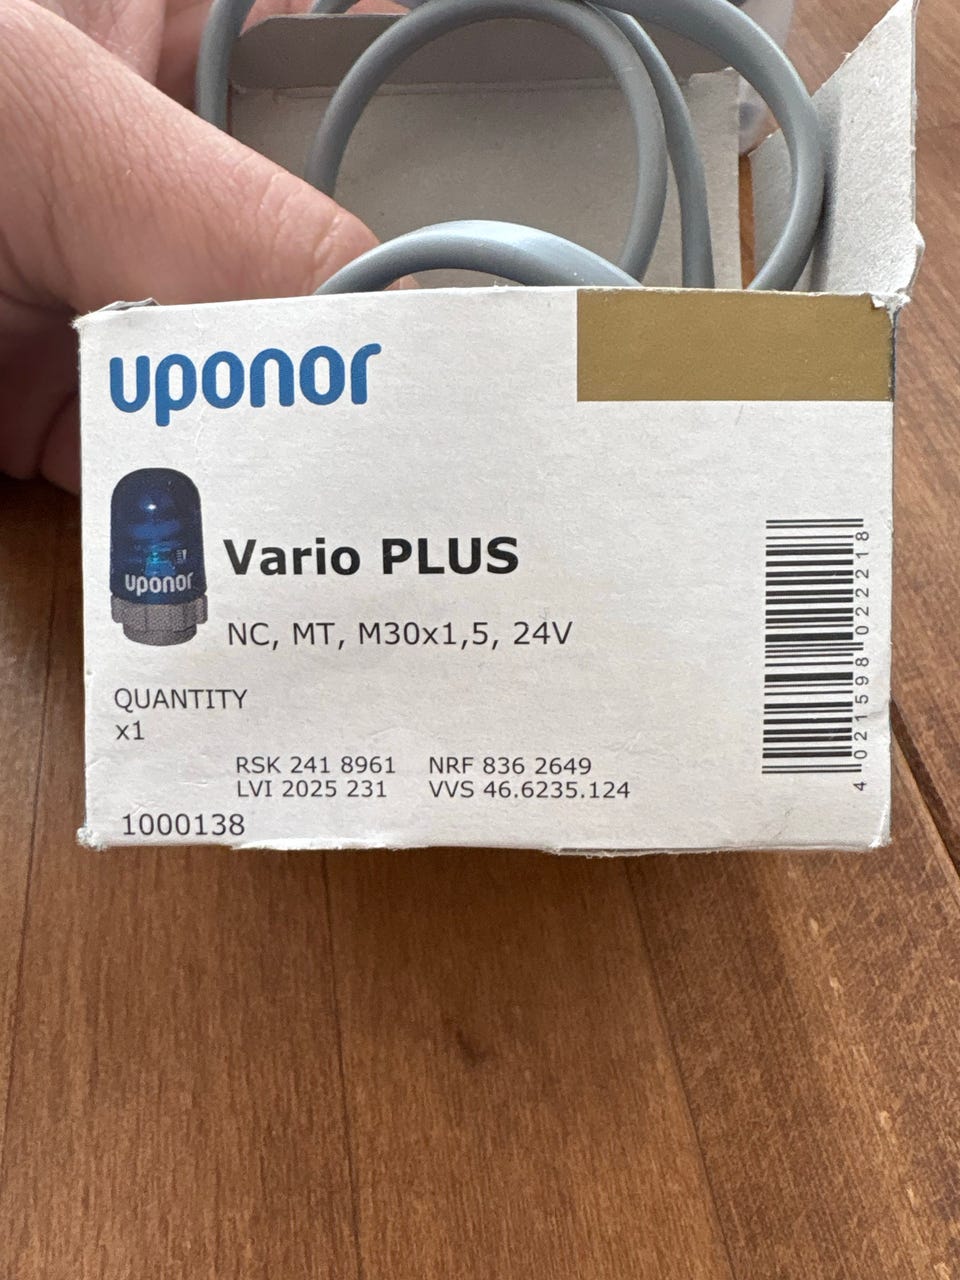 uponor
uponor
Vario PLUS
NC, MT, M30x1,5, 24V
QUANTITY
x1
RSK 241 8961 NRF 836 2649
LVI 2025 231 VVS 46.6235.124
1000138
4 021598 022218